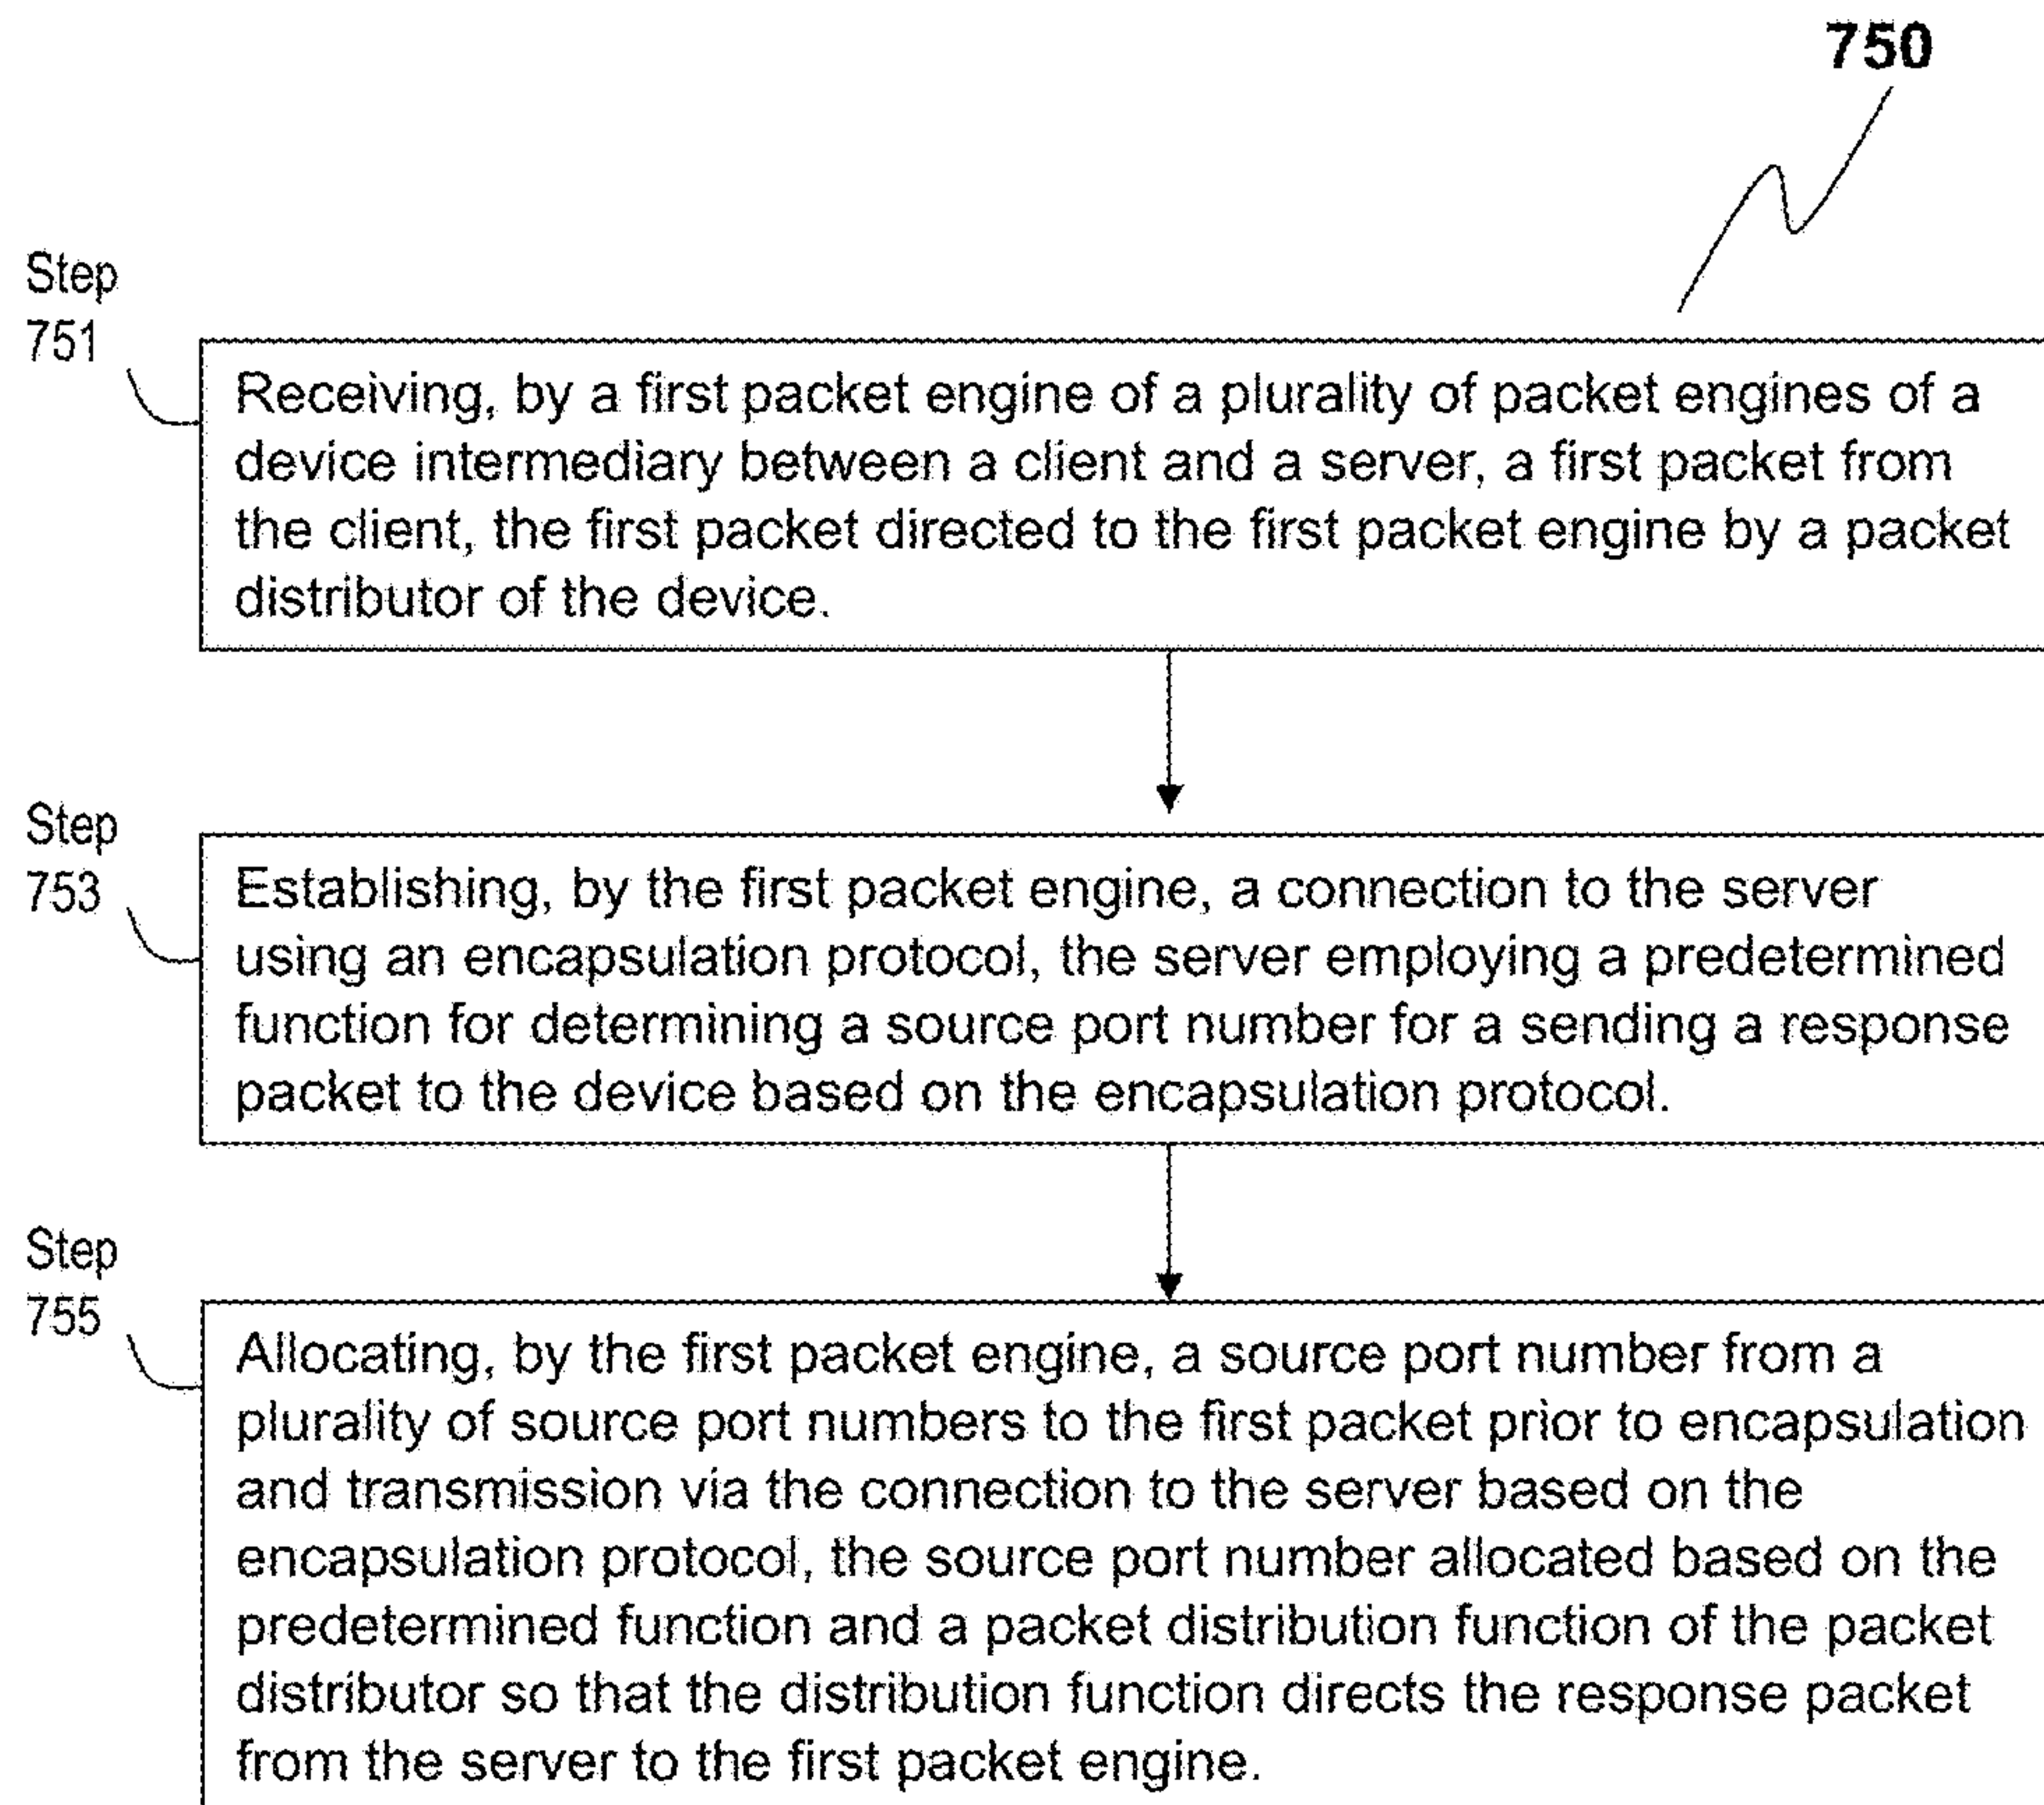 750
Step
751
Receiving, by a first packet engine of a plurality of packet engines of a
device intermediary between a client and a server, a first packet from
the client, the first packet directed to the first packet engine by a packet
distributor of the device.
Step
753
Establishing, by the first packet engine, a connection to the server
using an encapsulation protocol, the server employing a predetermined
function for determining a source port number for a sending a response
packet to the device based on the encapsulation protocol.
Step
755
Allocating, by the first packet engine, a source port number from a
plurality of source port numbers to the first packet prior to encapsulation
and transmission via the connection to the server based on the
encapsulation protocol, the source port number allocated based on the
predetermined function and a packet distribution function of the packet
distributor so that the distribution function directs the response packet
from the server to the first packet engine.